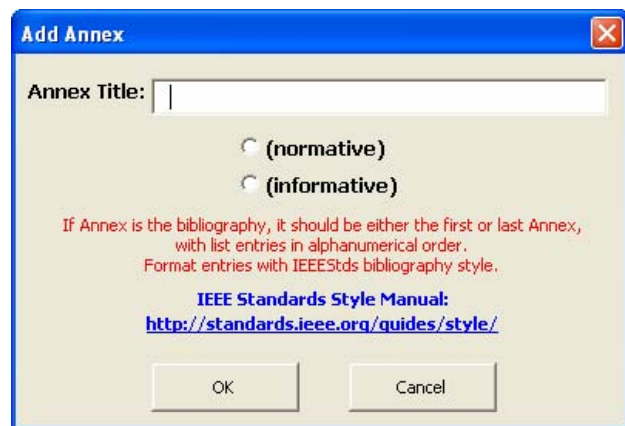 Add Annex
Annex Title:
(normative)
(informative)
If Annex is the bibliography, it should be either the first or last Annex,
with list entries in alphanumerical order.
Format entries with IEEEStds bibliography style.
IEEE Standards Style Manual:
http://standards.ieee.org/guides/style/
OK Cancel